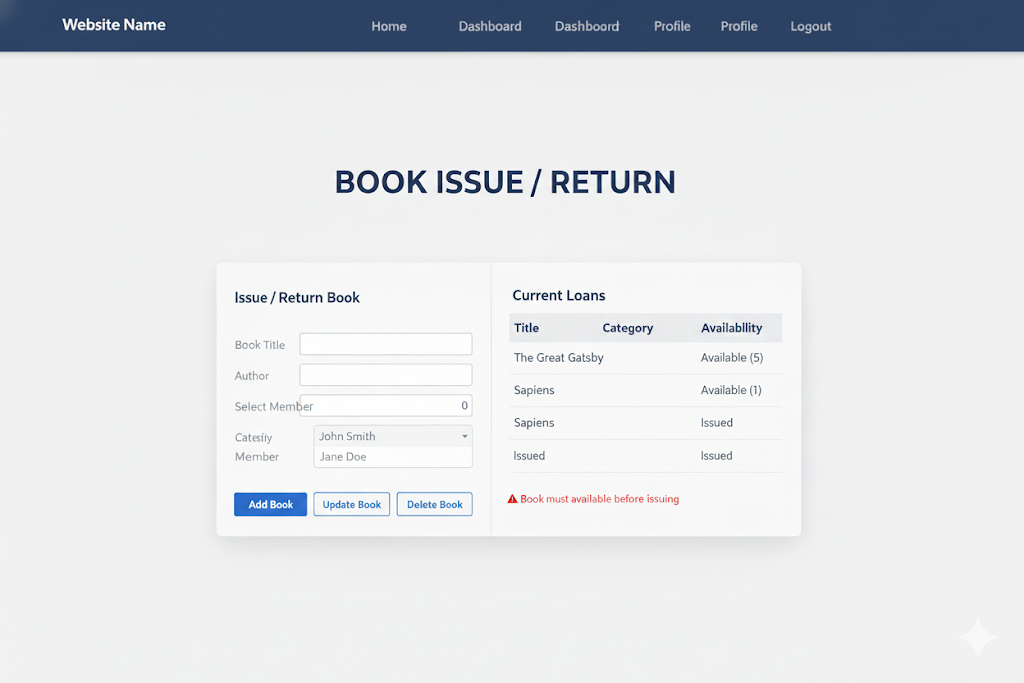 Website Name Home Dashboard Dashboard Profile Profile Logout
BOOK ISSUE / RETURN
Issue / Return Book
Book Title
Author
Select Member 0
Catesliy John Smith
Member Jane Doe
Add Book Update Book Delete Book
Current Loans
Title Category Availability
The Great Gatsby Available (5)
Sapiens Available (1)
Sapiens Issued
Issued Issued
Book must available before issuing